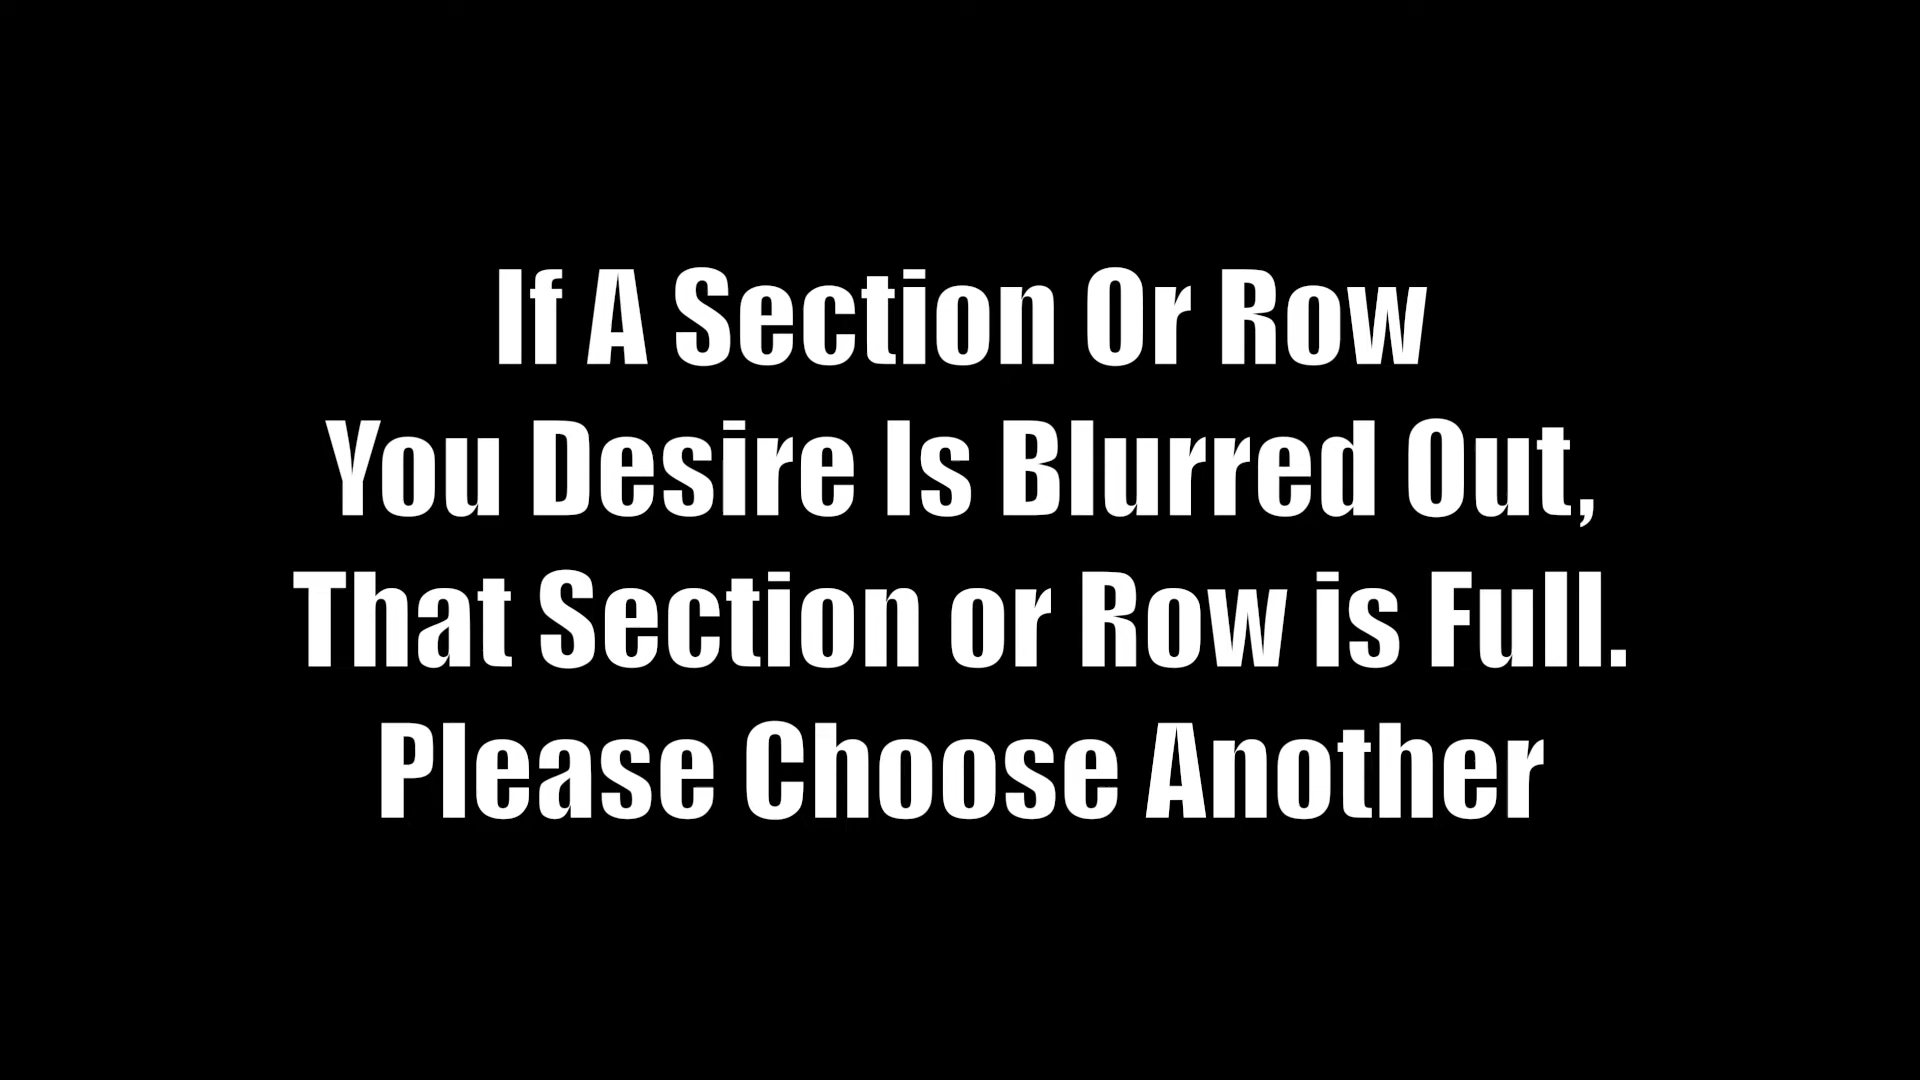 If A Section Or Row
You Desire Is Blurred Out,
That Section or Row is Full.
Please Choose Another